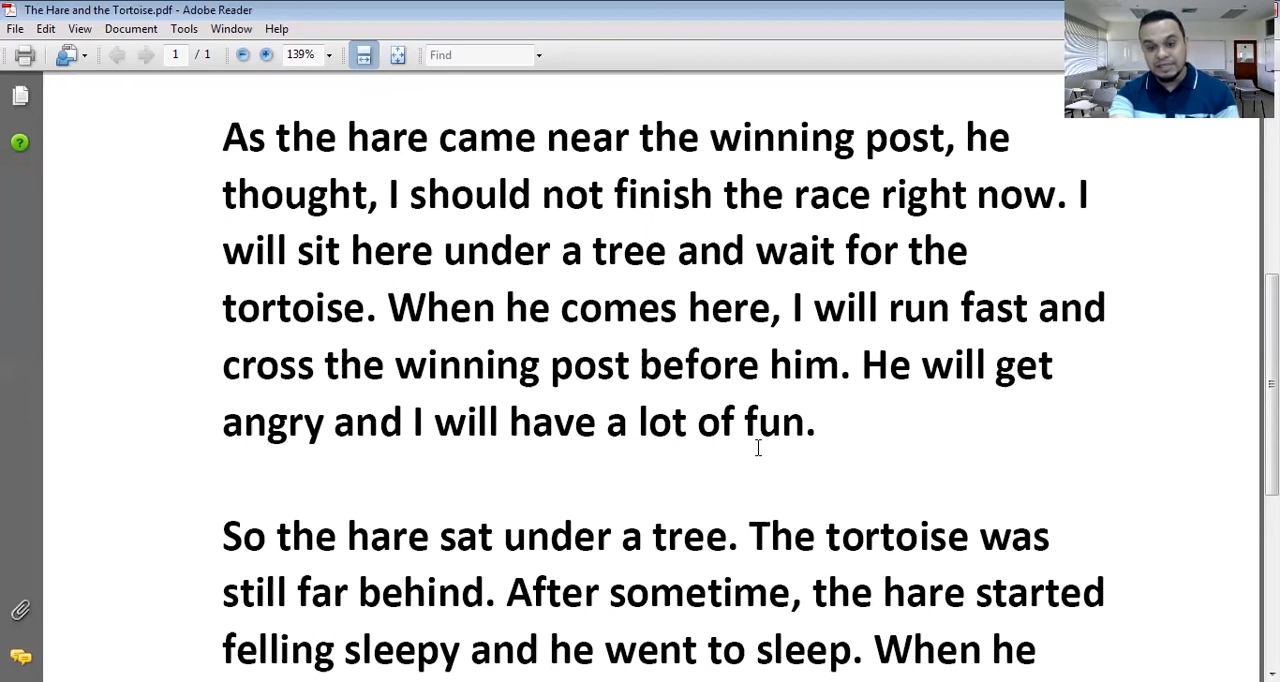 The Hare and the Tortoise.pdf - Adobe Reader
File Edit View Document Tools Window Help
1 / 1 139% Find
As the hare came near the winning post, he
thought, I should not finish the race right now. I
will sit here under a tree and wait for the
tortoise. When he comes here, I will run fast and
cross the winning post before him. He will get
angry and I will have a lot of fun.
So the hare sat under a tree. The tortoise was
still far behind. After sometime, the hare started
felling sleepy and he went to sleep. When he